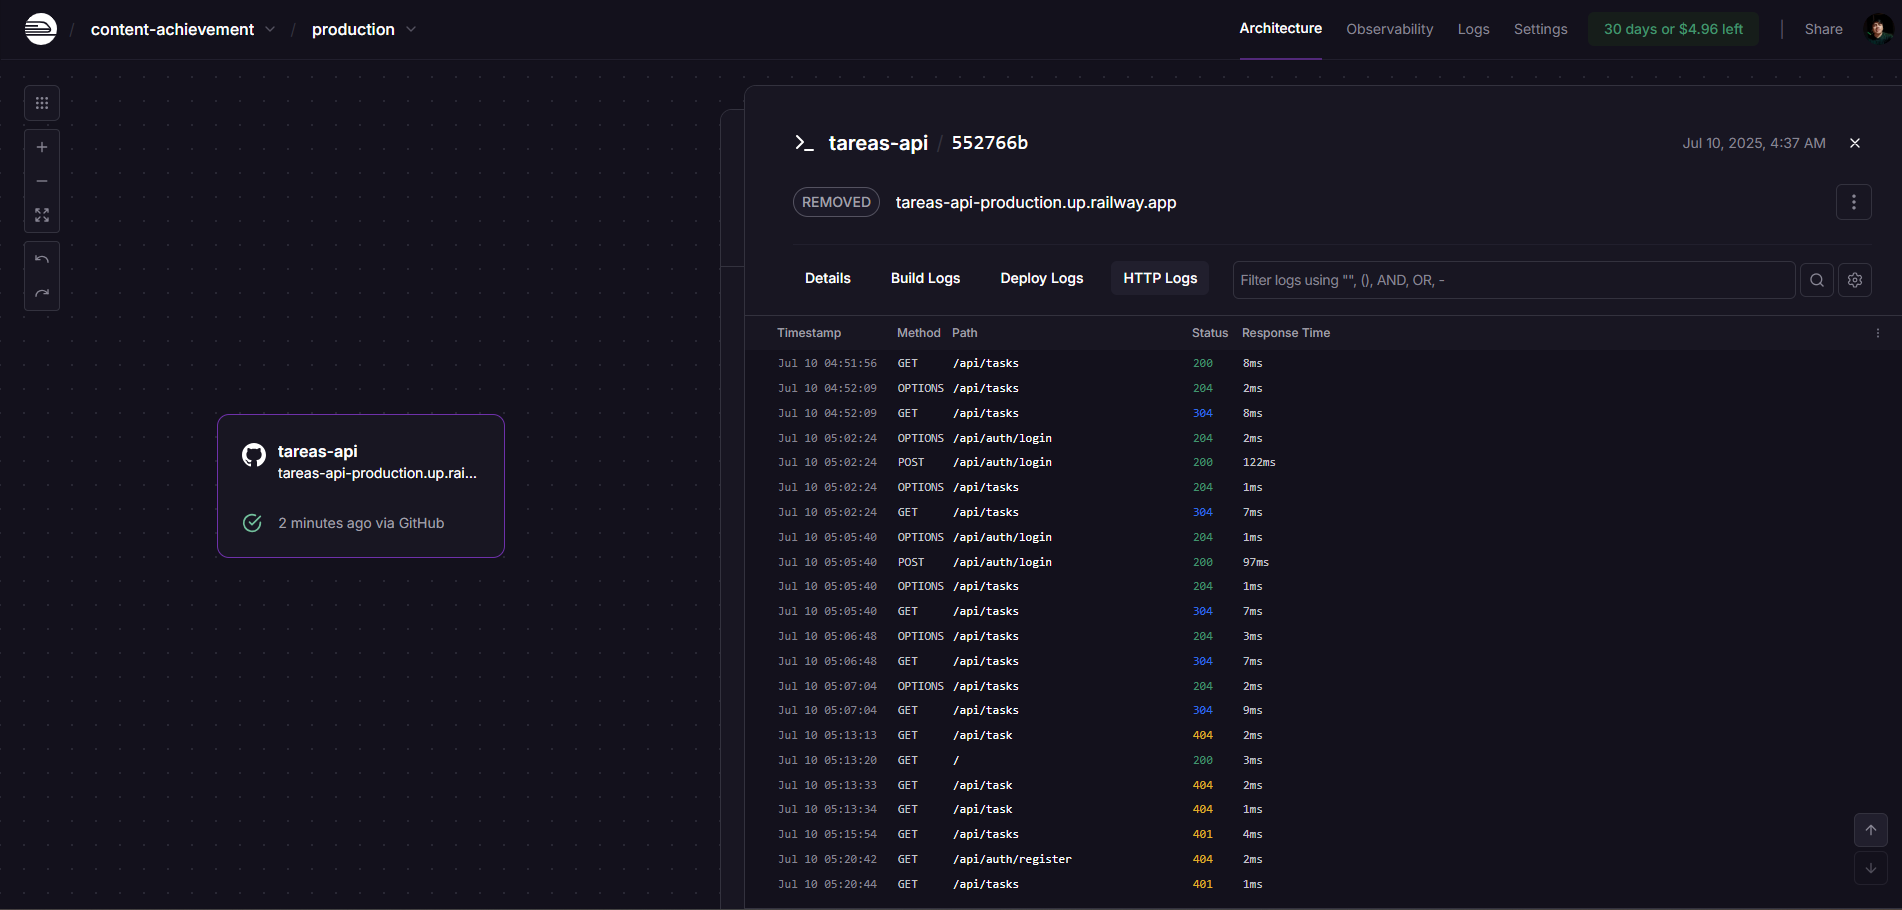 / content-achievement / production
Architecture Observability Logs Settings 30 days or $4.96 left | Share
tareas-api / 552766b
Jul 10, 2025, 4:37 AM
REMOVED tareas-api-production.up.railway.app
Details Build Logs Deploy Logs HTTP Logs Filter logs using "", (), AND, OR, -
Timestamp Method Path Status Response Time
Jul 10 04:51:56 GET /api/tasks 200 8ms
Jul 10 04:52:09 OPTIONS /api/tasks 204 2ms
Jul 10 04:52:09 GET /api/tasks 304 8ms
Jul 10 05:02:24 OPTIONS /api/auth/login 204 2ms
Jul 10 05:02:24 POST /api/auth/login 200 122ms
Jul 10 05:02:24 OPTIONS /api/tasks 204 1ms
Jul 10 05:02:24 GET /api/tasks 304 7ms
Jul 10 05:05:40 OPTIONS /api/auth/login 204 1ms
Jul 10 05:05:40 POST /api/auth/login 200 97ms
Jul 10 05:05:40 OPTIONS /api/tasks 204 1ms
Jul 10 05:05:40 GET /api/tasks 304 7ms
Jul 10 05:06:48 OPTIONS /api/tasks 204 3ms
Jul 10 05:06:48 GET /api/tasks 304 7ms
Jul 10 05:07:04 OPTIONS /api/tasks 204 2ms
Jul 10 05:07:04 GET /api/tasks 304 9ms
Jul 10 05:13:13 GET /api/task 404 2ms
Jul 10 05:13:20 GET / 200 3ms
Jul 10 05:13:33 GET /api/task 404 2ms
Jul 10 05:13:34 GET /api/task 404 1ms
Jul 10 05:15:54 GET /api/tasks 401 4ms
Jul 10 05:20:42 GET /api/auth/register 404 2ms
Jul 10 05:20:44 GET /api/tasks 401 1ms
tareas-api
tareas-api-production.up.rai...
2 minutes ago via GitHub